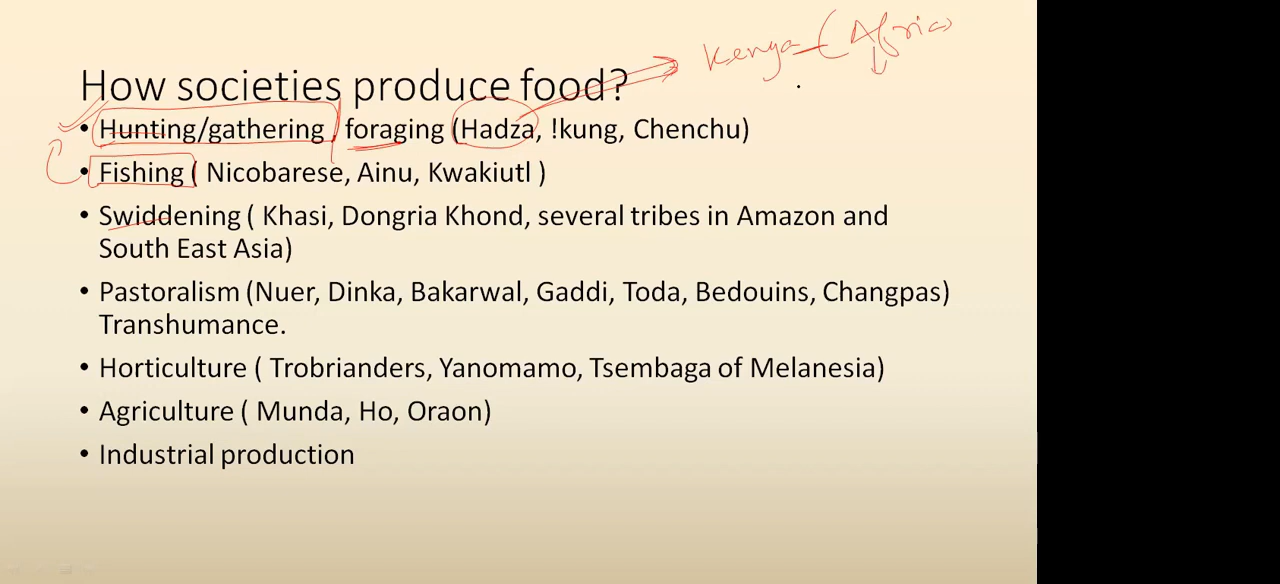 Kenya (Africa
How societies produce food?
• Hunting/gathering , foraging (Hadza, !kung, Chenchu)
• Fishing ( Nicobarese, Ainu, Kwakiutl )
• Swiddening ( Khasi, Dongria Khond, several tribes in Amazon and
South East Asia)
• Pastoralism (Nuer, Dinka, Bakarwal, Gaddi, Toda, Bedouins, Changpas)
Transhumance.
• Horticulture ( Trobrianders, Yanomamo, Tsembaga of Melanesia)
• Agriculture ( Munda, Ho, Oraon)
• Industrial production